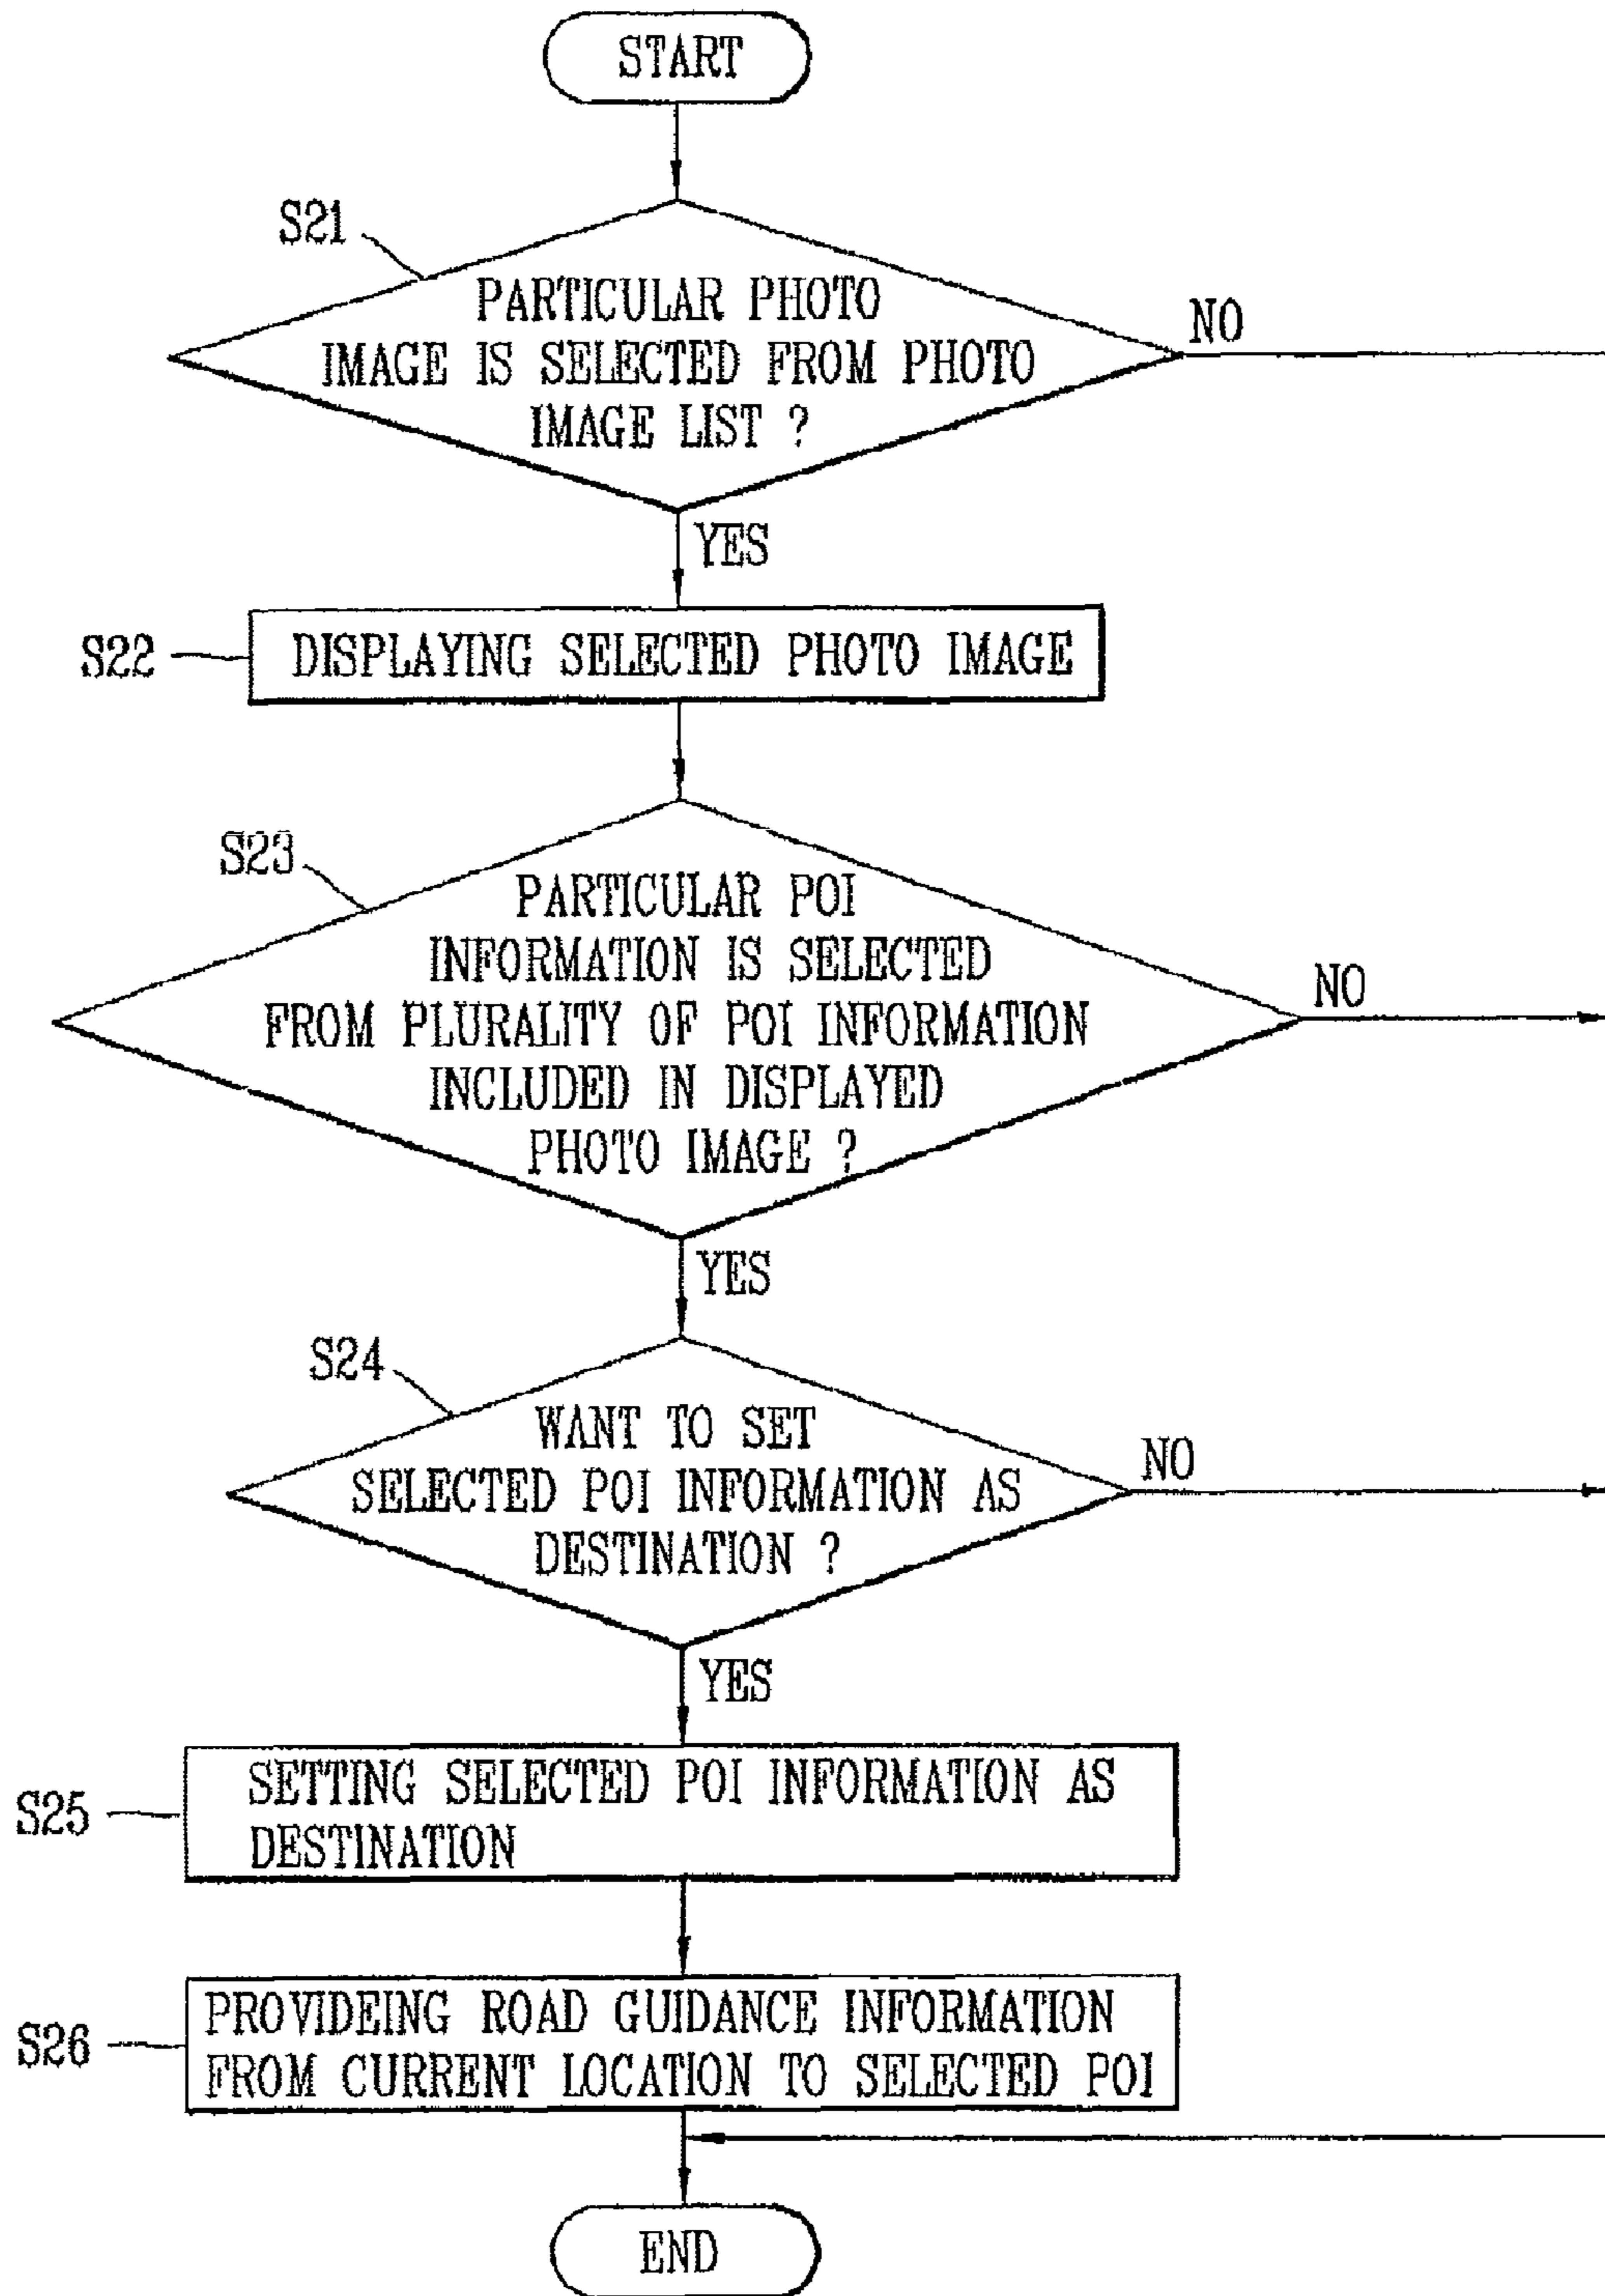 START
S21
PARTICULAR PHOTO
IMAGE IS SELECTED FROM PHOTO
IMAGE LIST ?
NO
YES
S22
DISPLAYING SELECTED PHOTO IMAGE
S23
PARTICULAR POI
INFORMATION IS SELECTED
FROM PLURALITY OF POI INFORMATION
INCLUDED IN DISPLAYED
PHOTO IMAGE ?
NO
YES
S24
WANT TO SET
SELECTED POI INFORMATION AS
DESTINATION ?
NO
YES
S25
SETTING SELECTED POI INFORMATION AS
DESTINATION
S26
PROVIDEING ROAD GUIDANCE INFORMATION
FROM CURRENT LOCATION TO SELECTED POI
END